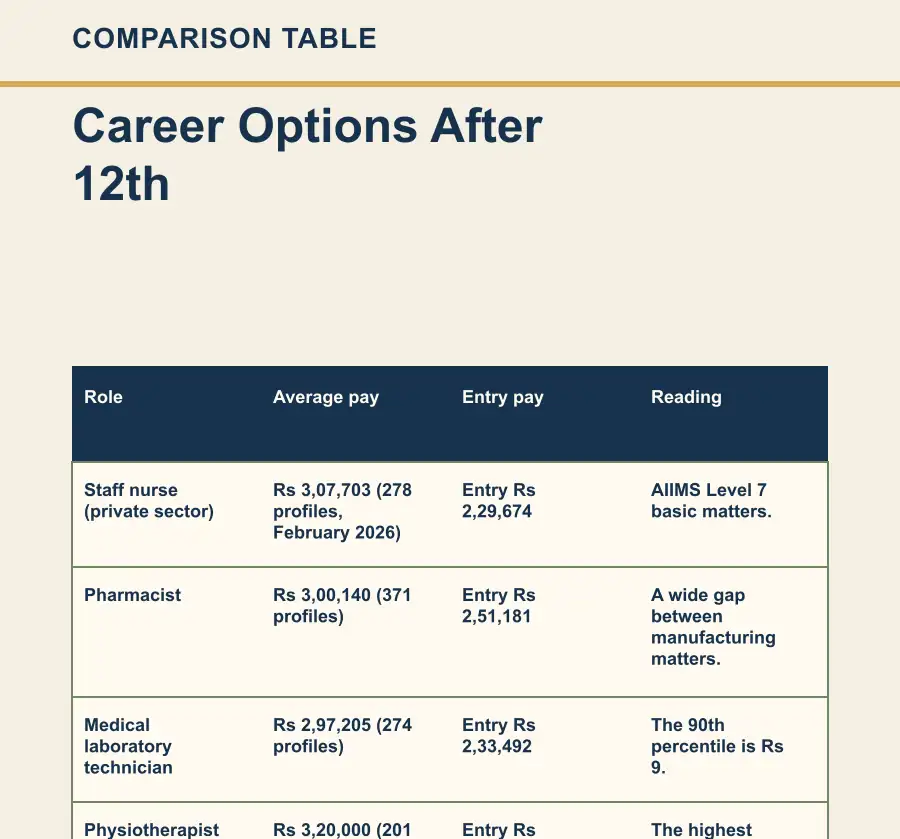 COMPARISON TABLE
Career Options After
12th
Role Average pay Entry pay Reading
Staff nurse Rs 3,07,703 (278 Entry Rs AIIMS Level 7
(private sector) profiles, 2,29,674 basic matters.
February 2026)
Pharmacist Rs 3,00,140 (371 Entry Rs A wide gap
profiles) 2,51,181 between
manufacturing
matters.
Medical Rs 2,97,205 (274 Entry Rs The 90th
laboratory profiles) 2,33,492 percentile is Rs
technician 9.
Physiotherapist Rs 3,20,000 (201 Entry Rs The highest